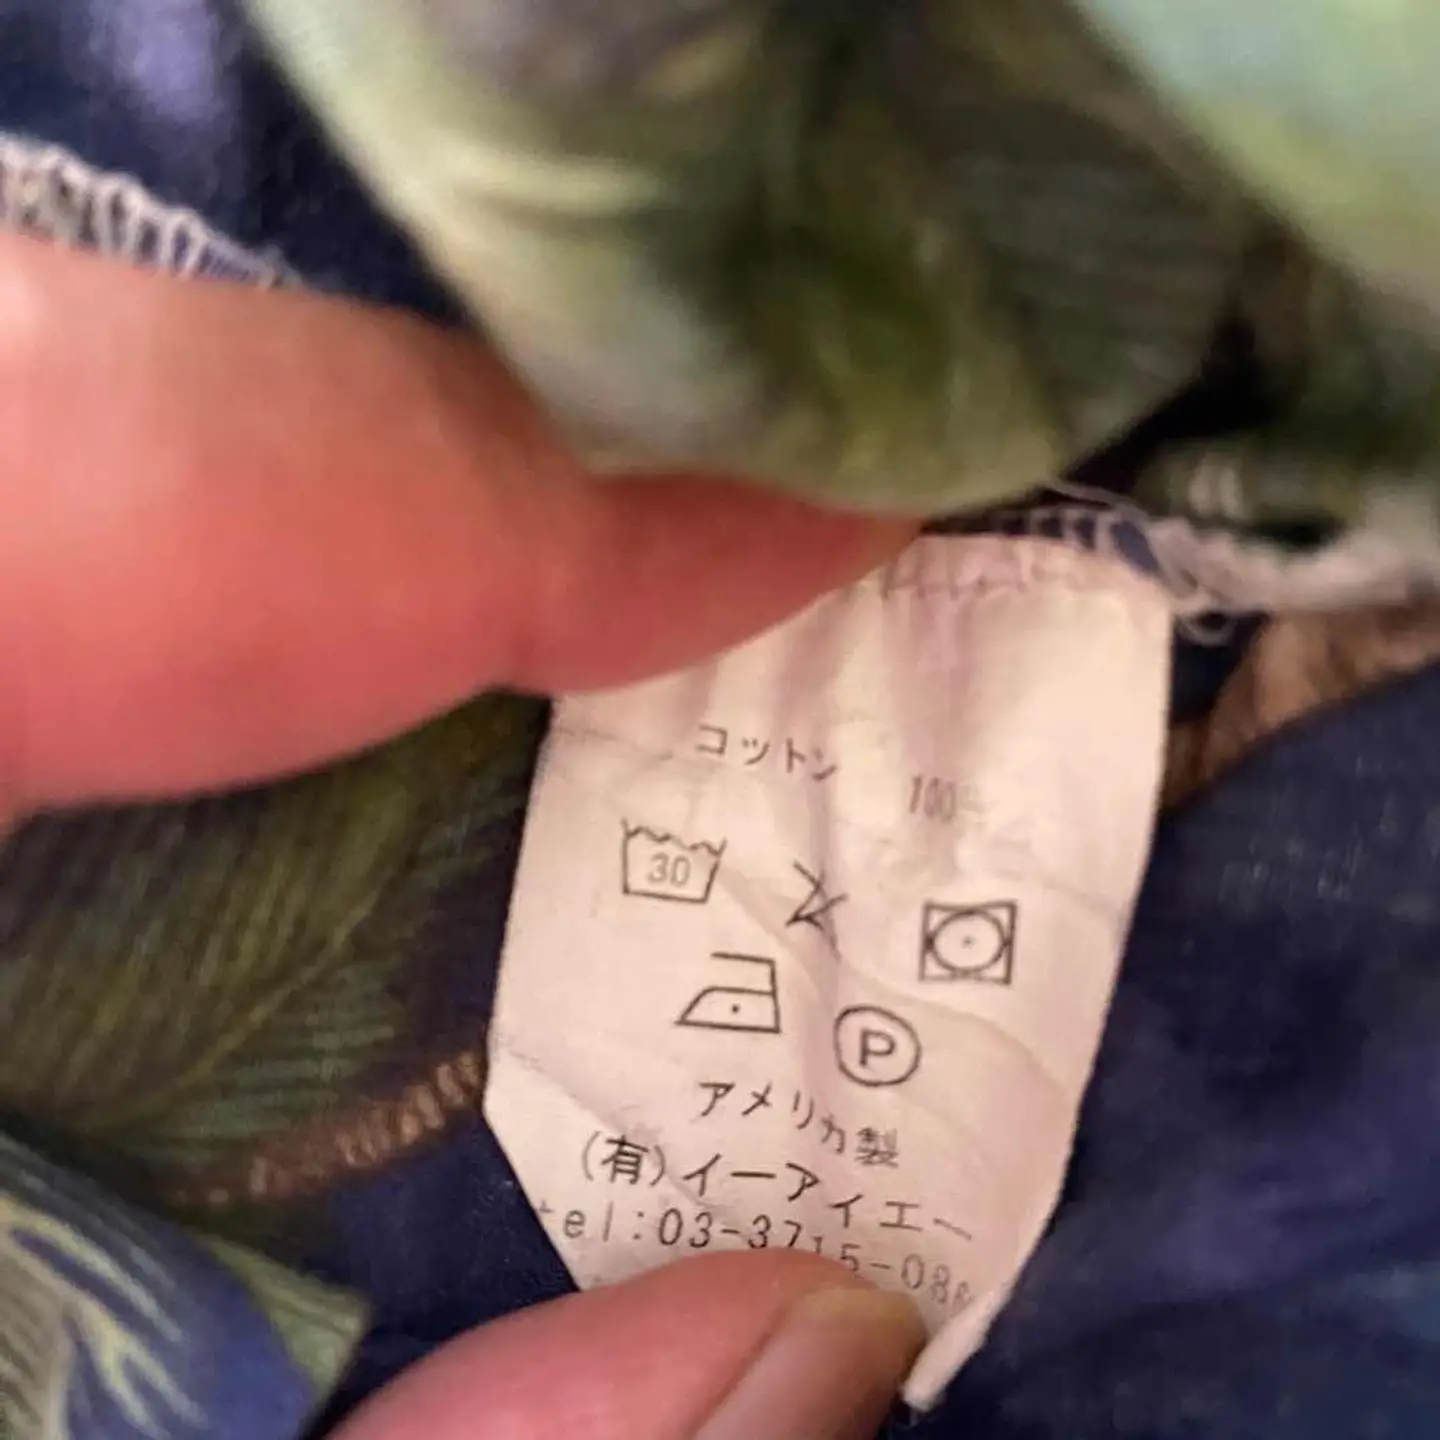 コットン 100%
30
P
アメリカ製
(有)イーアイエー
tel:03-3715-08